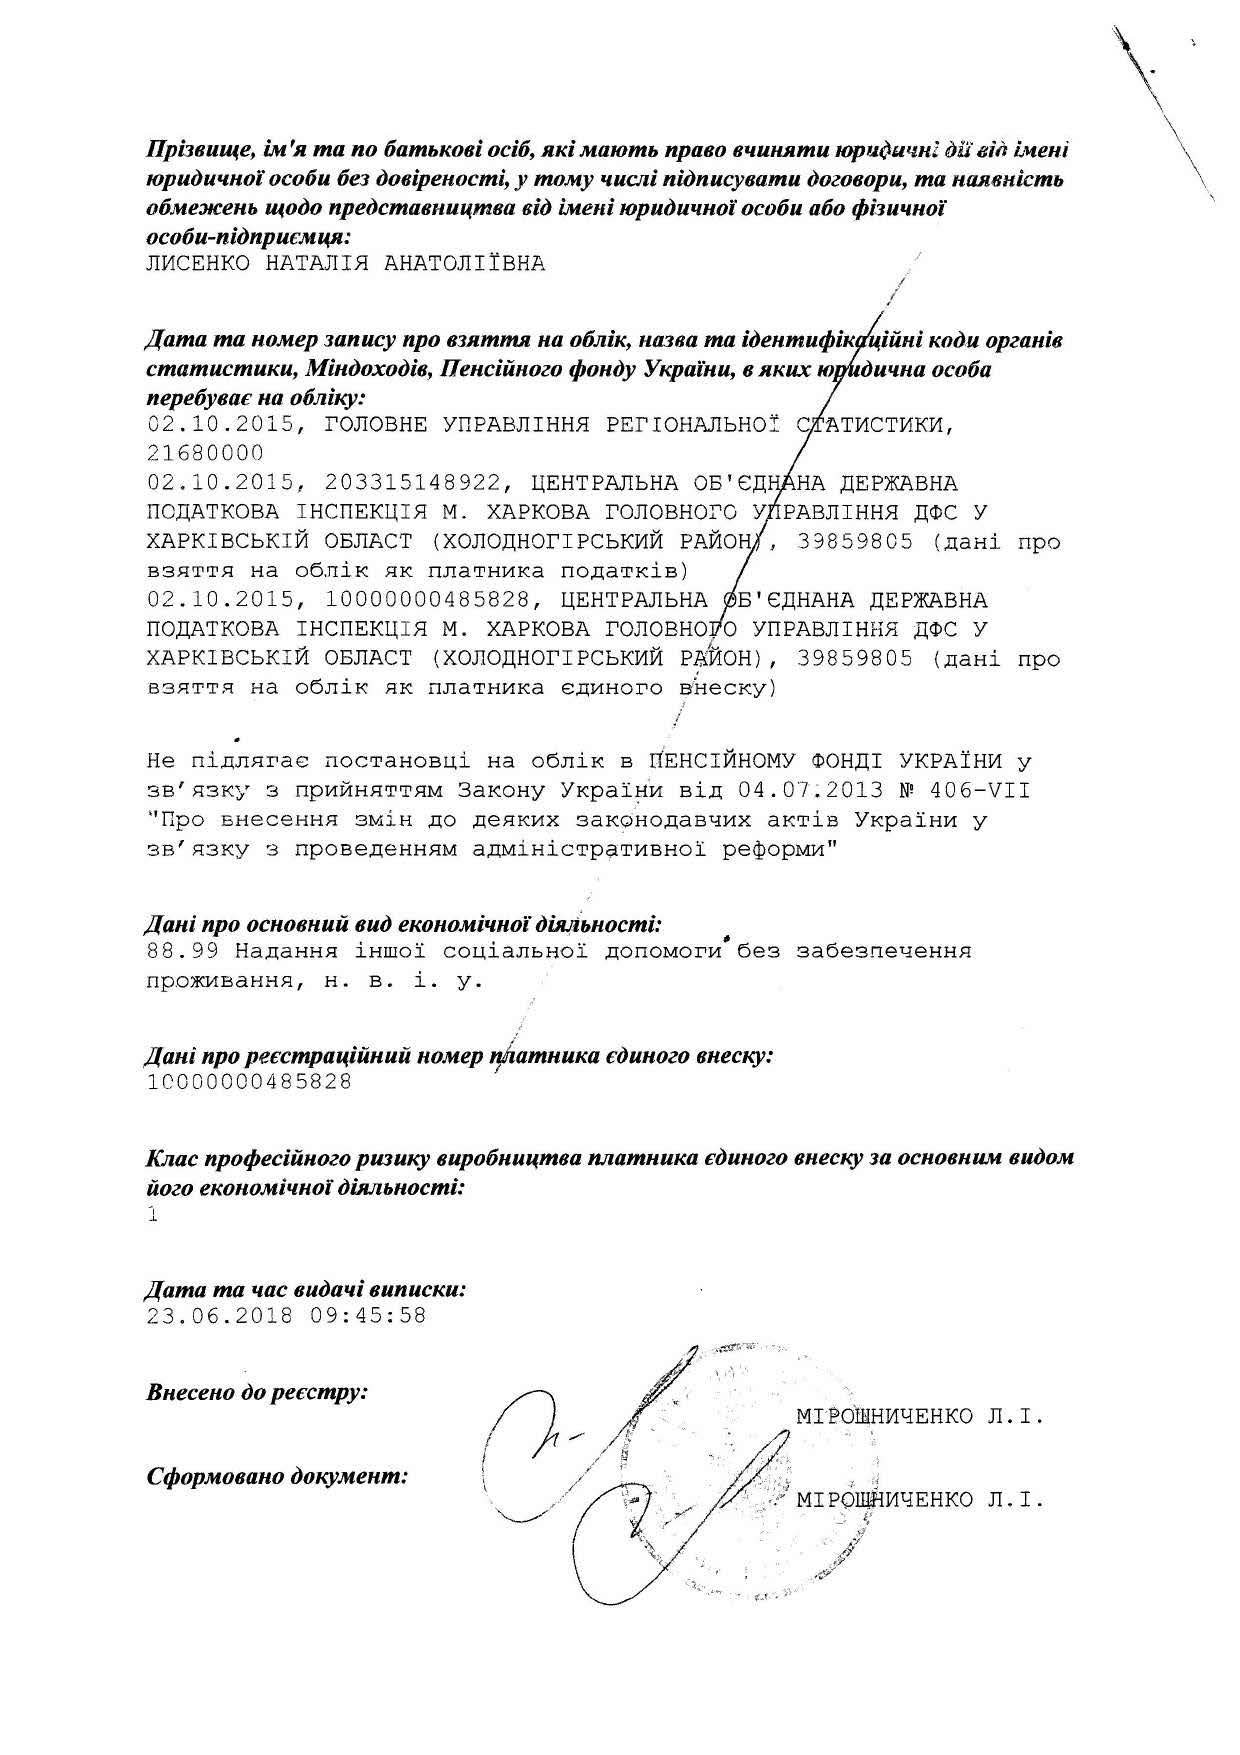 Прізвище, ім'я та по батькові осіб, які мають право вчиняти юридичні дії від імені
юридичної особи без довіреності, у тому числі підписувати договори, та наявність
обмежень щодо представництва від імені юридичної особи або фізичної
особи-підприємця:
ЛИСЕНКО НАТАЛІЯ АНАТОЛІЇВНА
Дата та номер запису про взяття на облік, назва та ідентифікаційні коди органів
статистики, Міндоходів, Пенсійного фонду України, в яких юридична особа
перебуває на обліку:
02.10.2015, ГОЛОВНЕ УПРАВЛІННЯ РЕГІОНАЛЬНОЇ СТАТИСТИКИ,
21680000
02.10.2015, 203315148922, ЦЕНТРАЛЬНА ОБ'ЄДНАНА ДЕРЖАВНА
ПОДАТКОВА ІНСПЕКЦІЯ М. ХАРКОВА ГОЛОВНОГО УПРАВЛІННЯ ДФС У
ХАРКІВСЬКІЙ ОБЛАСТ (ХОЛОДНОГІРСЬКИЙ РАЙОН), 39859805 (дані про
взяття на облік як платника податків)
02.10.2015, 10000000485828, ЦЕНТРАЛЬНА ОБ'ЄДНАНА ДЕРЖАВНА
ПОДАТКОВА ІНСПЕКЦІЯ М. ХАРКОВА ГОЛОВНОГО УПРАВЛІННЯ ДФС У
ХАРКІВСЬКІЙ ОБЛАСТ (ХОЛОДНОГІРСЬКИЙ РАЙОН), 39859805 (дані про
взяття на облік як платника єдиного внеску)
Не підлягає постановці на облік в ПЕНСІЙНОМУ ФОНДІ УКРАЇНИ у
зв'язку з прийняттям Закону України від 04.07.2013 № 406-VII
"Про внесення змін до деяких законодавчих актів України у
зв'язку з проведенням адміністративної реформи"
Дані про основний вид економічної діяльності:
88.99 Надання іншої соціальної допомоги без забезпечення
проживання, н. в. і. у.
Дані про реєстраційний номер платника єдиного внеску:
10000000485828
Клас професійного ризику виробництва платника єдиного внеску за основним видом
його економічної діяльності:
1
Дата та час видачі виписки:
23.06.2018 09:45:58
Внесено до реєстру:
МІРОШНИЧЕНКО Л.І.
Сформовано документ:
МІРОШНИЧЕНКО Л.І.